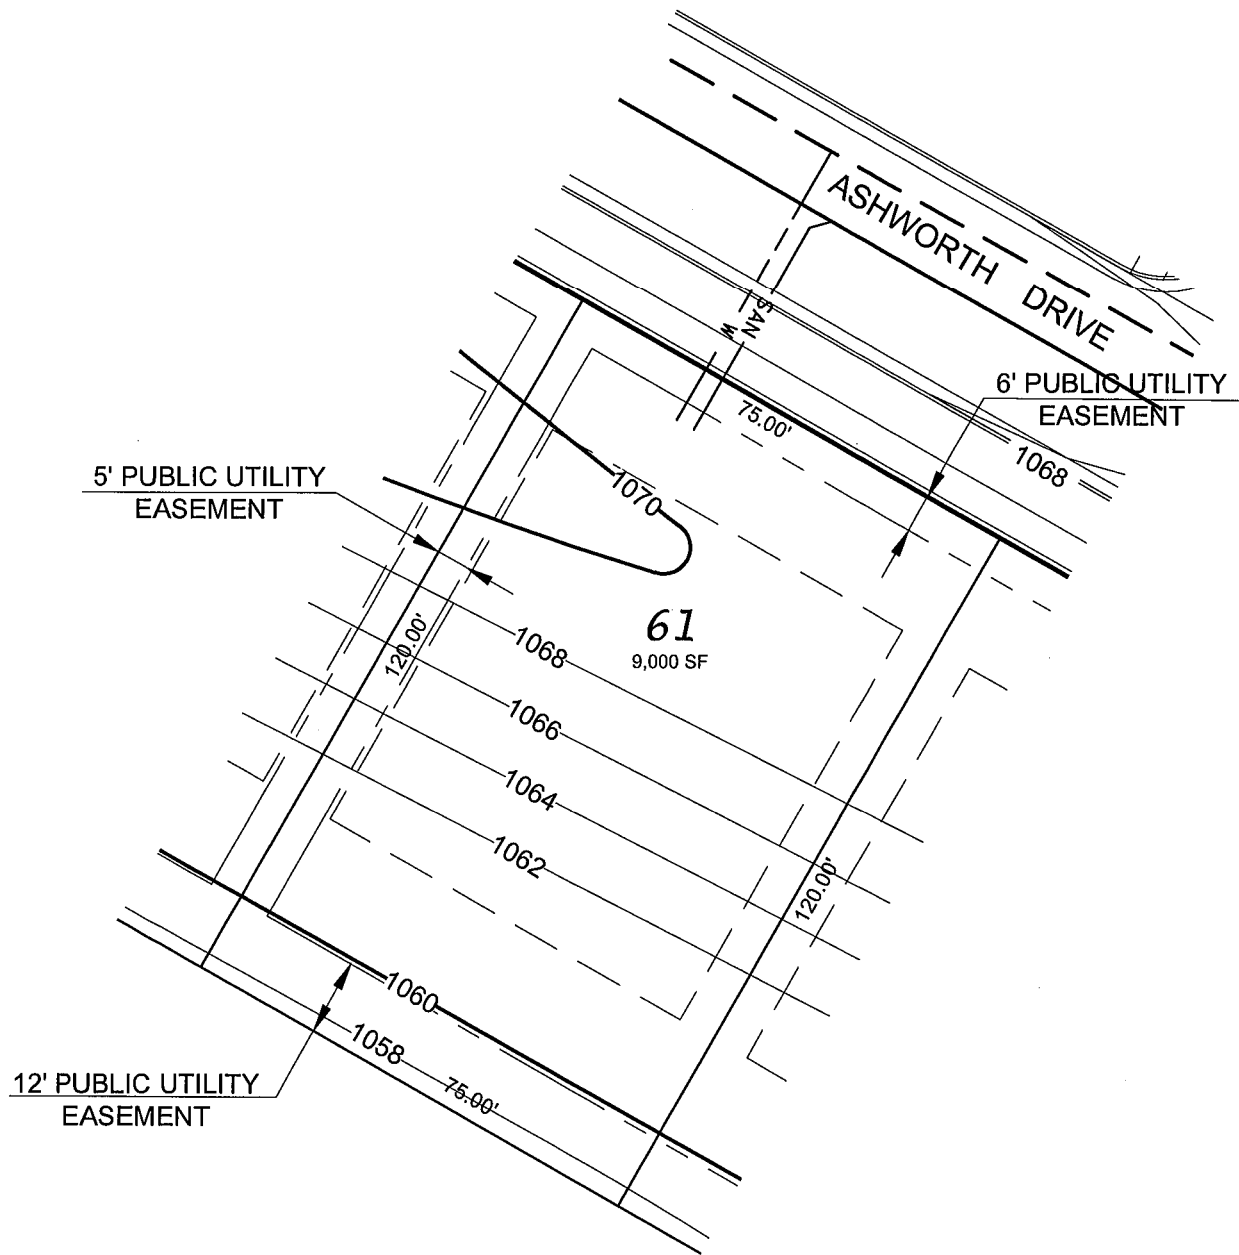 ASHWORTH DRIVE
SAN
W
6' PUBLIC UTILITY
EASEMENT
75.00'
1068
5' PUBLIC UTILITY
EASEMENT
1070
61
9,000 SF
120.00'
1068
1066
1064
1062
120.00'
1060
1058
75.00'
12' PUBLIC UTILITY
EASEMENT